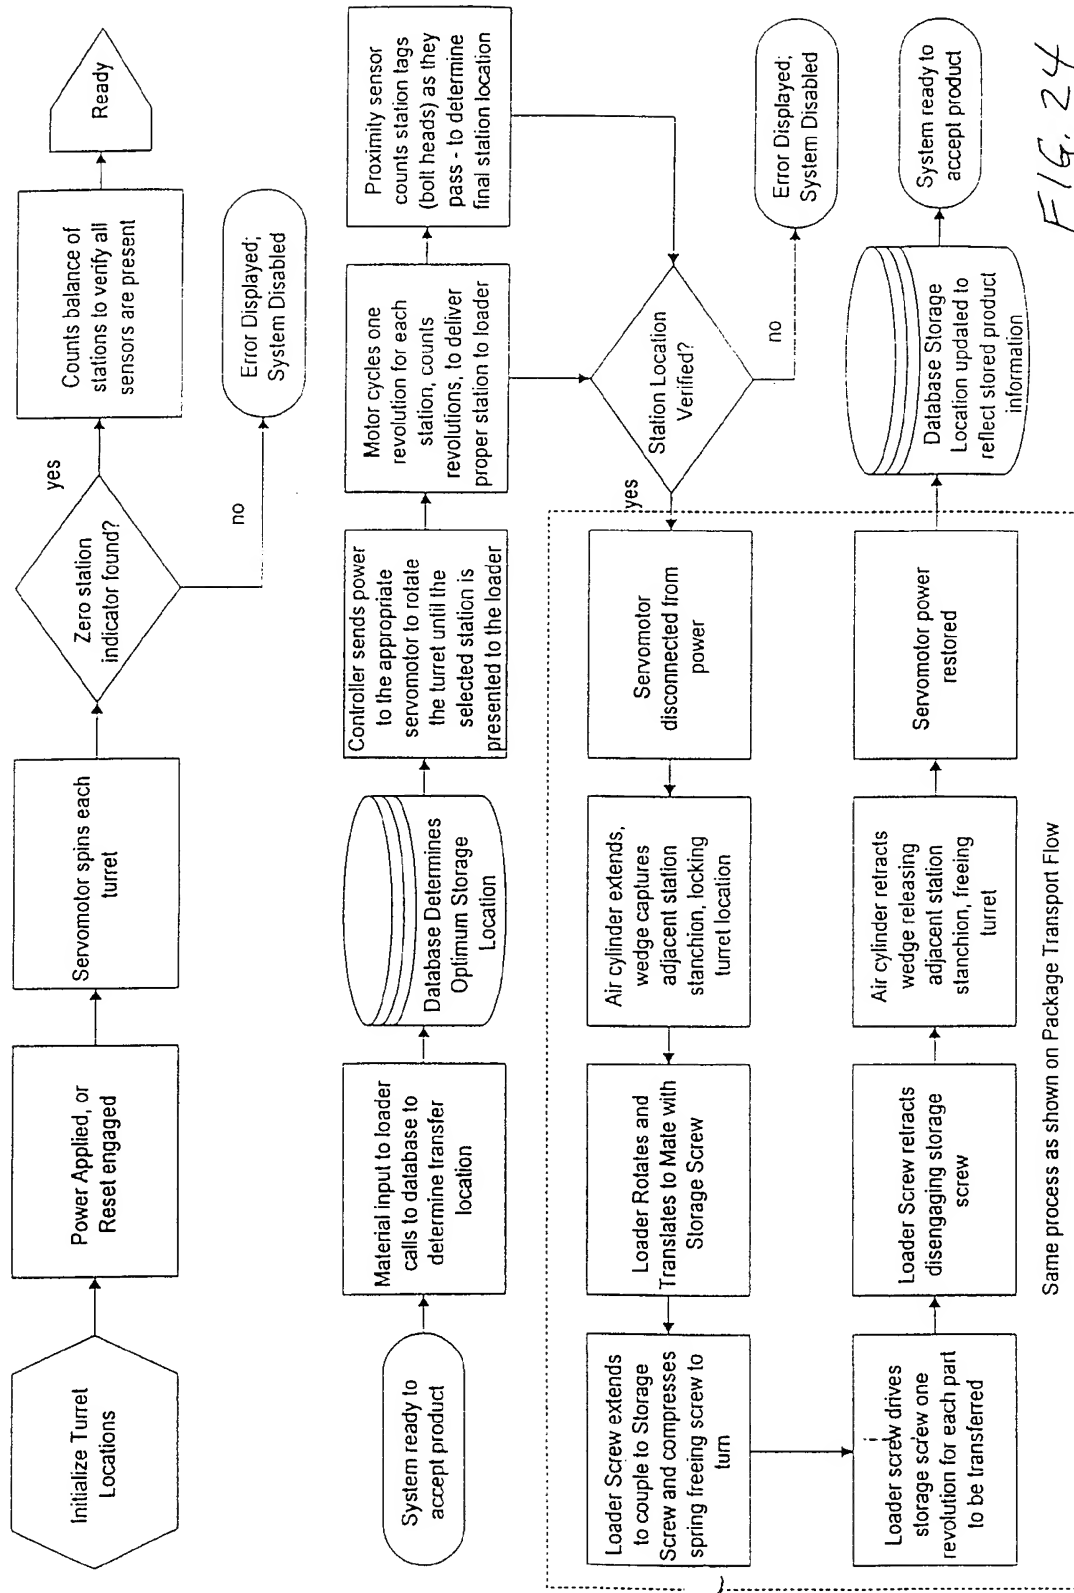 Initialize Turret
Locations
Power Applied, or
Reset engaged
Servomotor spins each
turret
Zero station
indicator found?
yes
no
Counts balance of
stations to verify all
sensors are present
Ready
Error Displayed;
System Disabled
System ready to
accept product
Material input to loader
calls to database to
determine transfer
location
Database Determines
Optimum Storage
Location
Controller sends power
to the appropriate
servomotor to rotate
the turret until the
selected station is
presented to the loader
Motor cycles one
revolution for each
station, counts
revolutions, to deliver
proper station to loader
Proximity sensor
counts station tags
(bolt heads) as they
pass - to determine
final station location
Station Location
Verified?
yes
no
Error Displayed;
System Disabled
Servomotor
disconnected from
power
Air cylinder extends,
wedge captures
adjacent station
stanchion, locking
turret location
Loader Rotates and
Translates to Mate with
Storage Screw
Loader Screw extends
to couple to Storage
Screw and compresses
spring freeing screw to
turn
Loader screw drives
storage screw one
revolution for each part
to be transferred
Loader Screw retracts
disengaging storage
screw
Air cylinder retracts
wedge releasing
adjacent station
stanchion, freeing
turret
Servomotor power
restored
Database Storage
Location updated to
reflect stored product
information
System ready to
accept product
Same process as shown on Package Transport Flow
FIG. 24